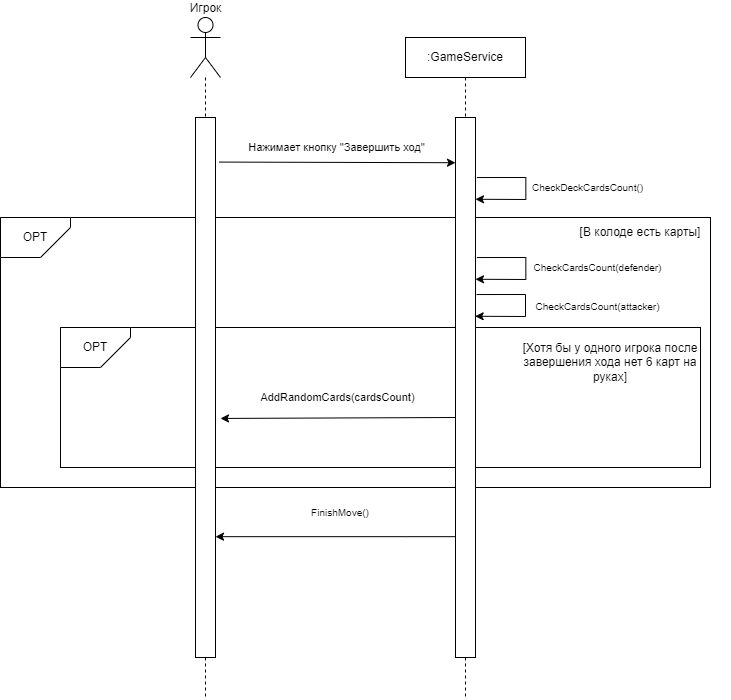 Игрок
:GameService
Нажимает кнопку "Завершить ход"
CheckDeckCardsCount()
OPT
[В колоде есть карты]
CheckCardsCount(defender)
CheckCardsCount(attacker)
OPT
[Хотя бы у одного игрока после
завершения хода нет 6 карт на
руках]
AddRandomCards(cardsCount)
FinishMove()